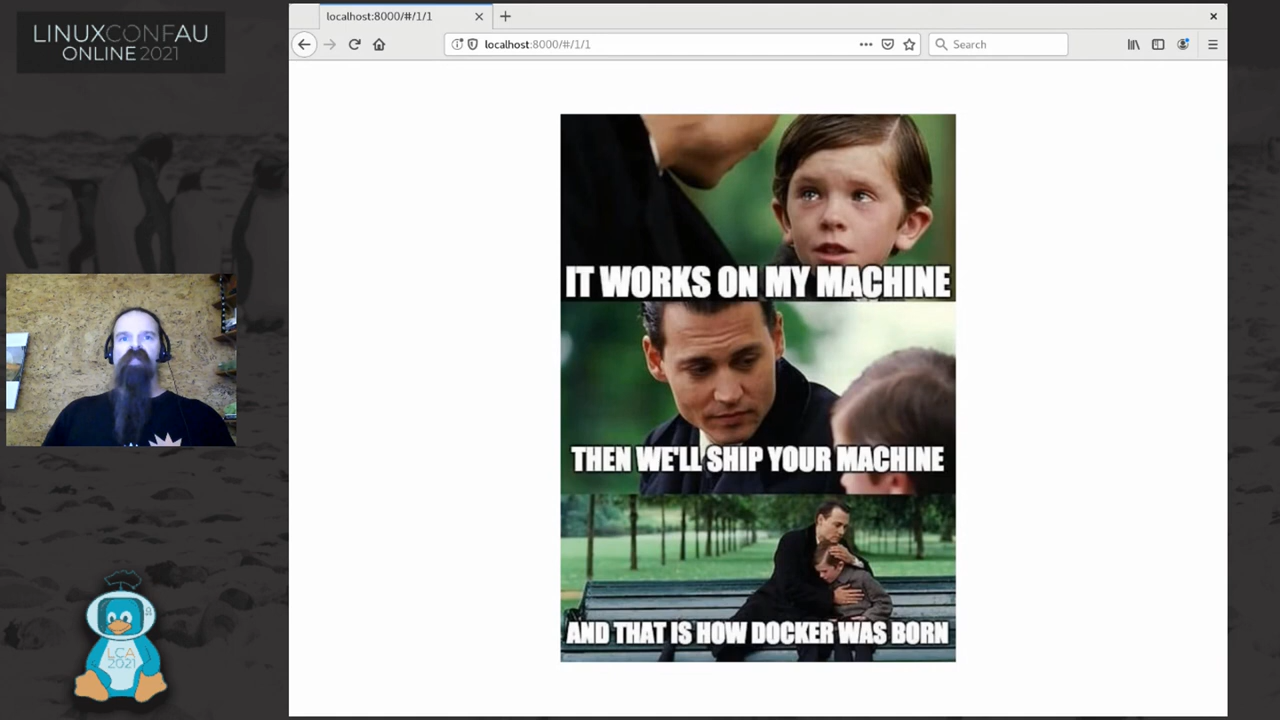 LINUXCONFAU
ONLINE 2021
localhost:8000/#/1/1
localhost:8000/#/1/1
Search
IT WORKS ON MY MACHINE
THEN WE'LL SHIP YOUR MACHINE
AND THAT IS HOW DOCKER WAS BORN
LCA
2021